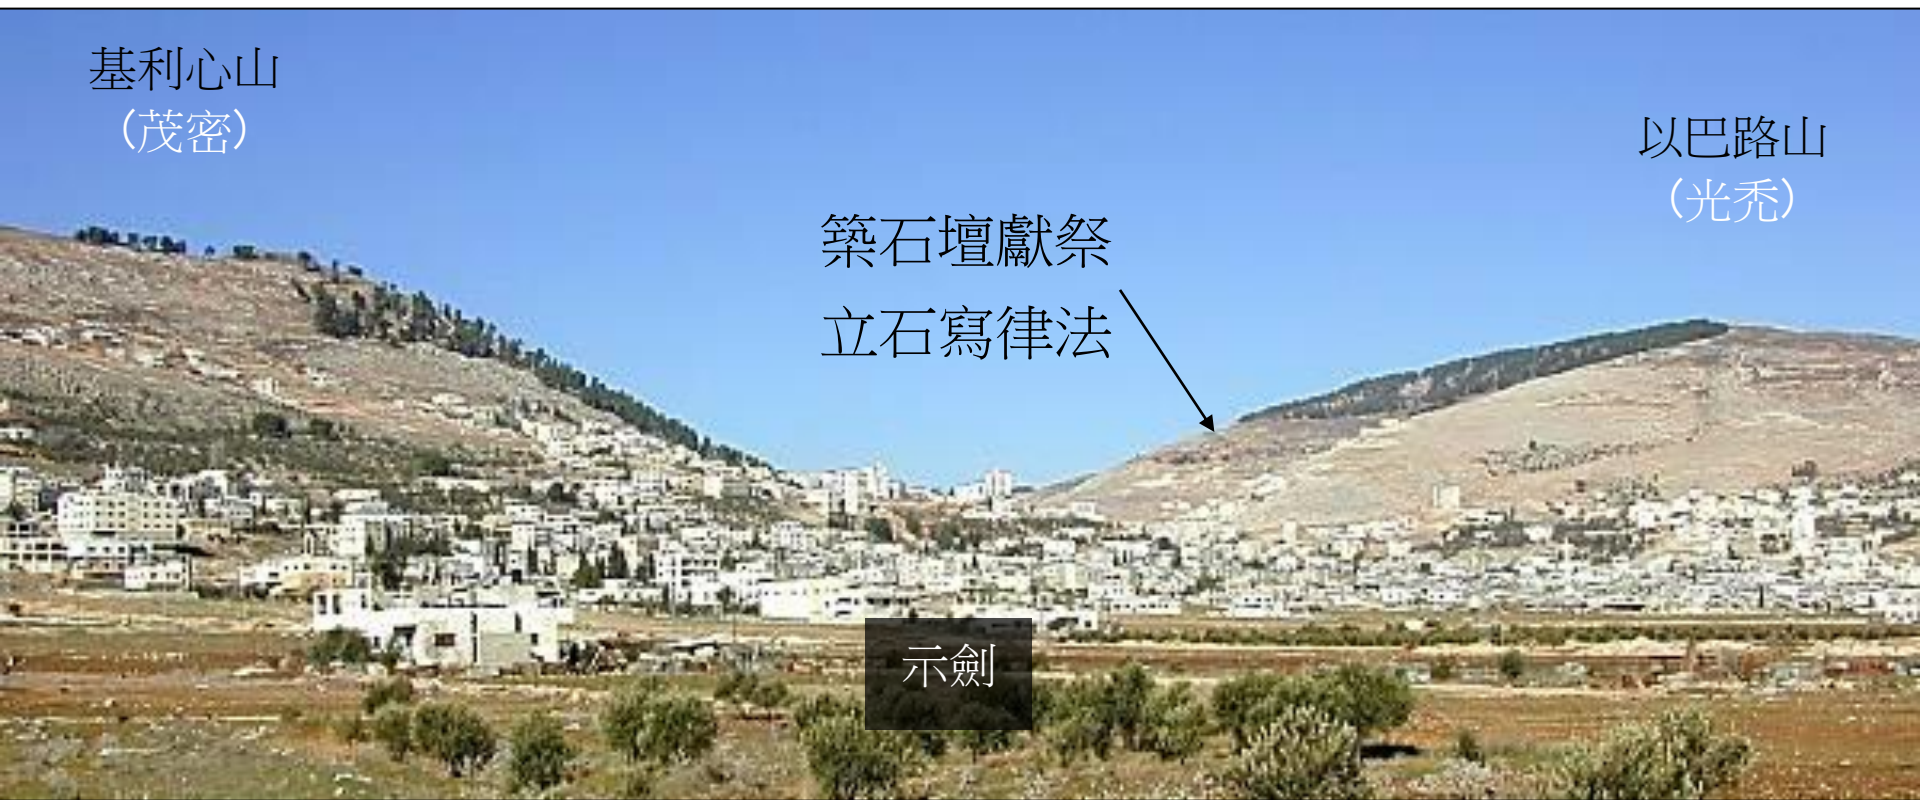 基利心山
(茂密)
以巴路山
(光禿)
築石壇獻祭
立石寫律法
示劍